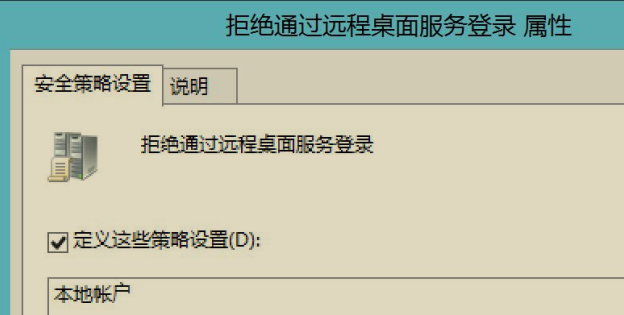 拒绝通过远程桌面服务登录 属性
安全策略设置 说明
拒绝通过远程桌面服务登录
定义这些策略设置(D):
本地帐户